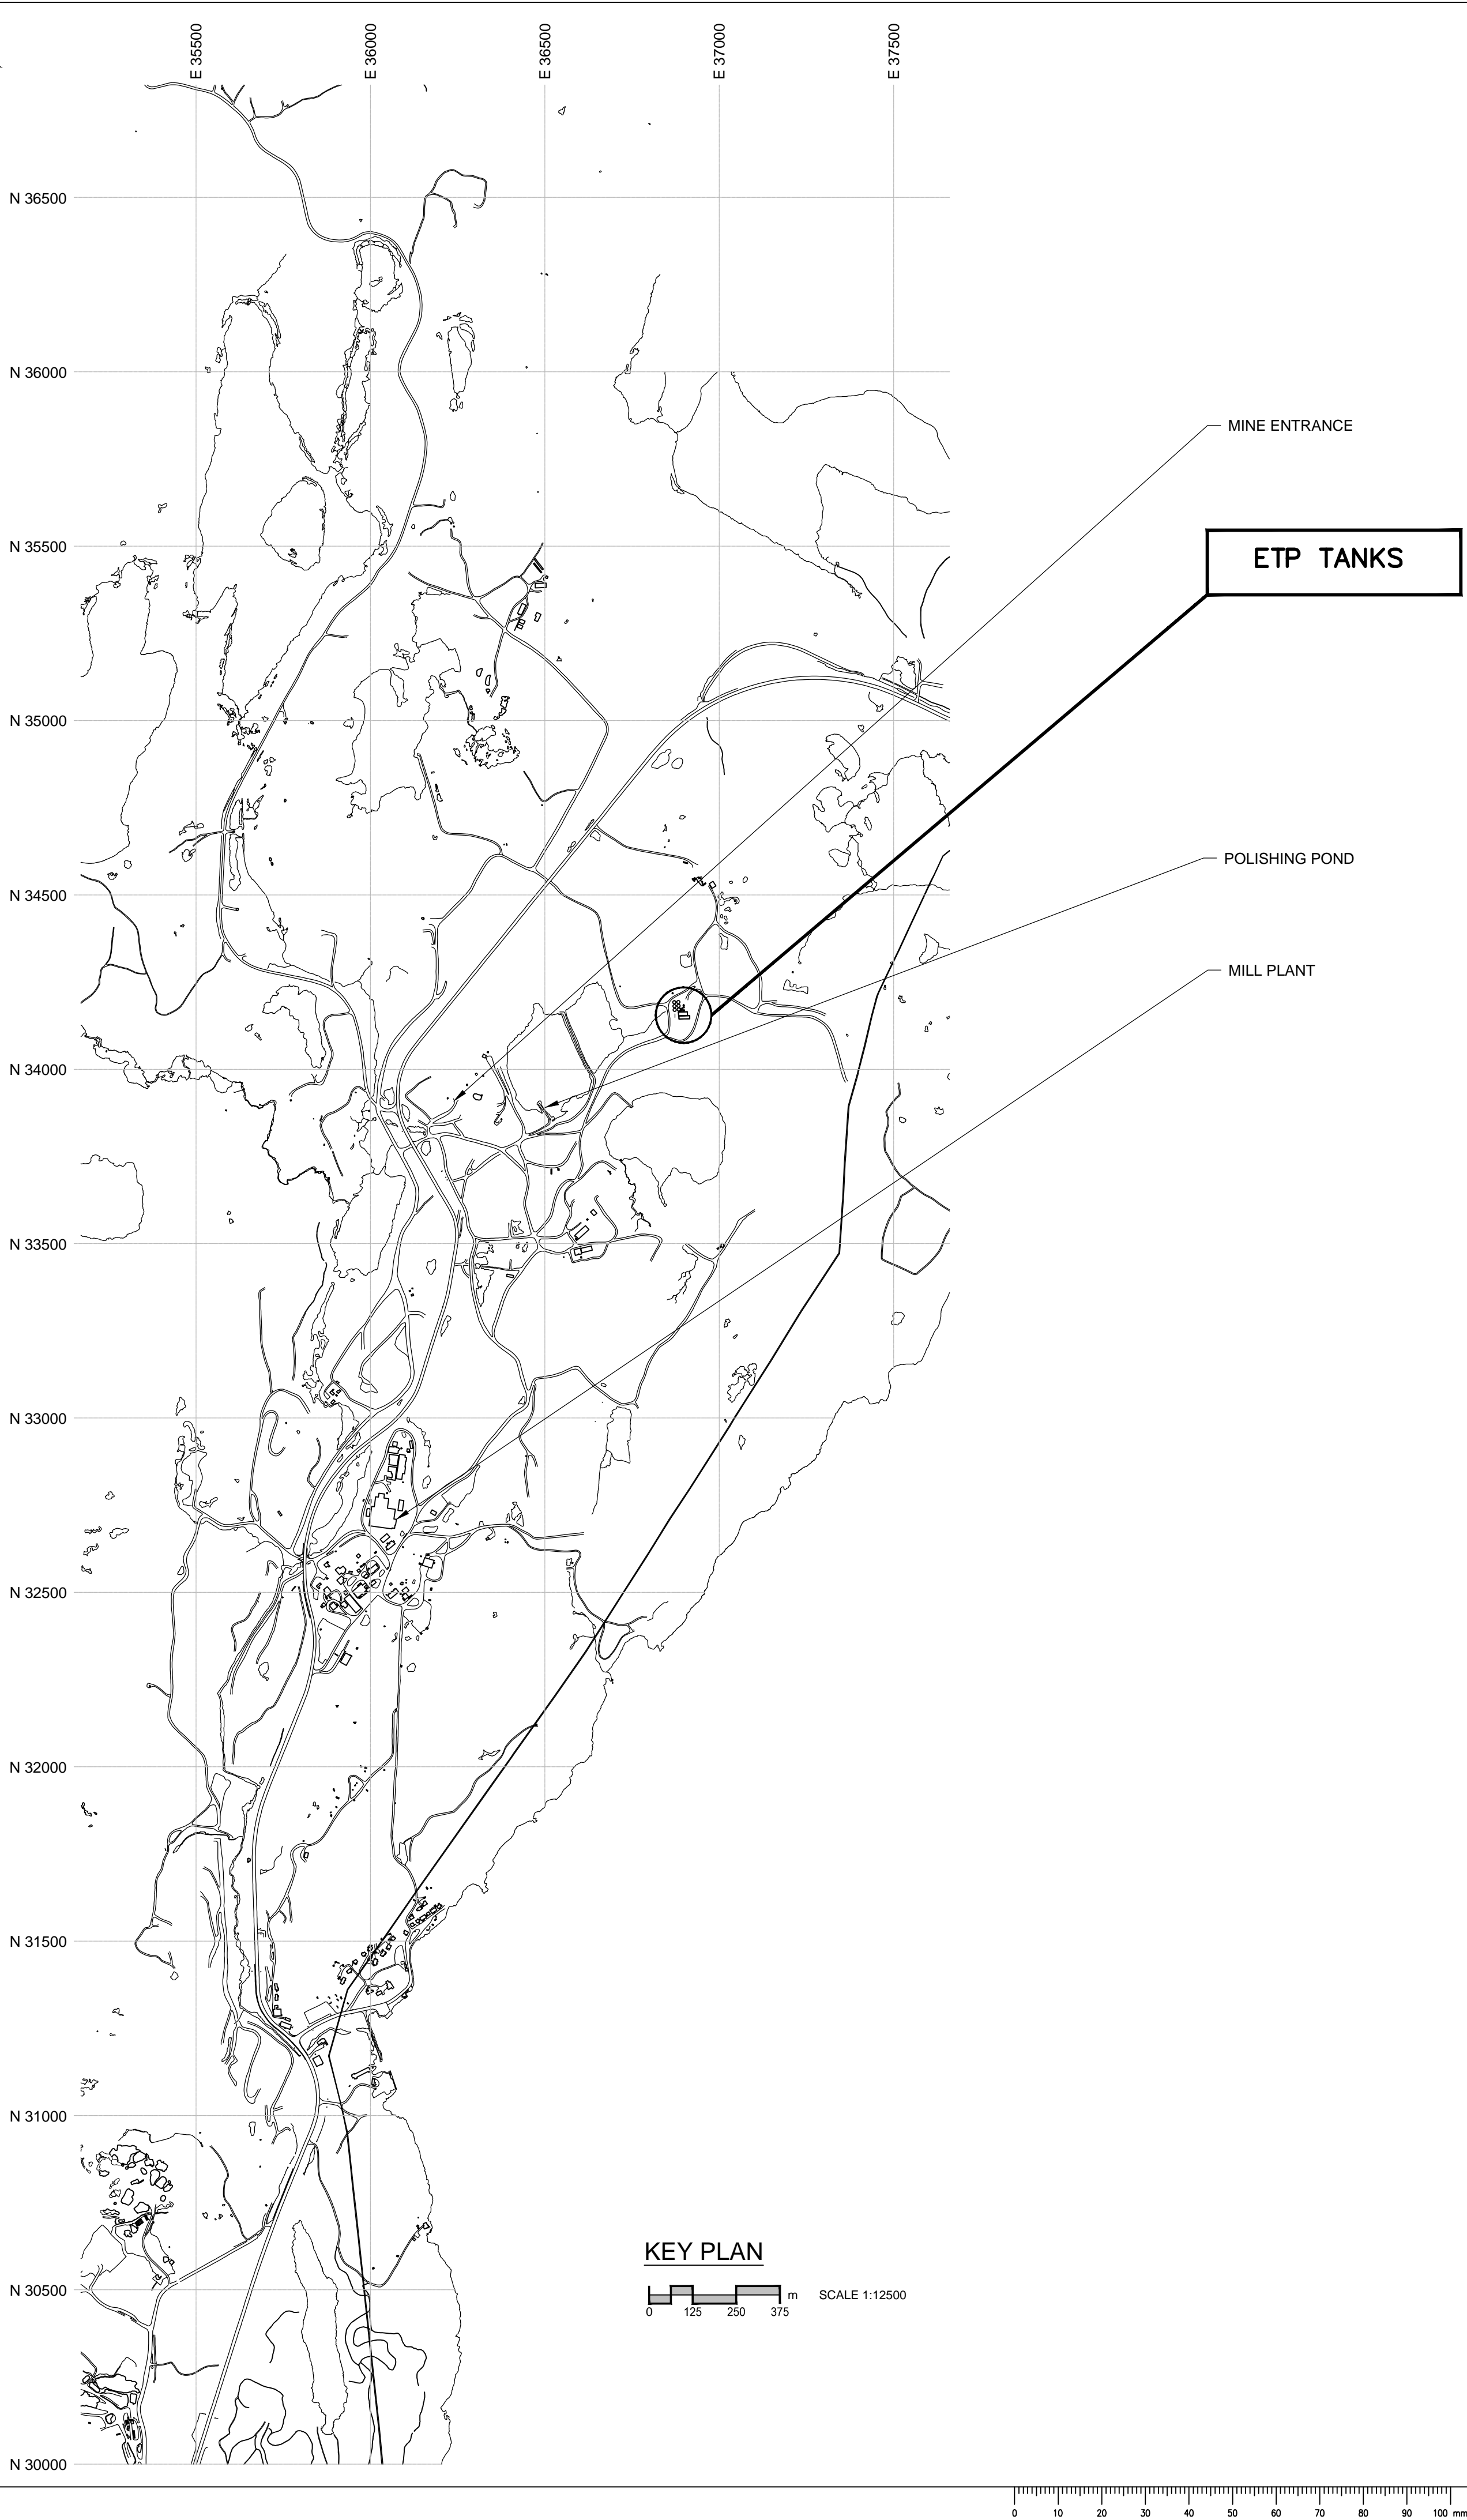 E 35500
E 36000
E 36500
E 37000
E 37500
N 36500
N 36000
MINE ENTRANCE
N 35500
ETP TANKS
N 35000
POLISHING POND
N 34500
MILL PLANT
N 34000
N 33500
N 33000
N 32500
N 32000
N 31500
N 31000
KEY PLAN
N 30500
m SCALE 1:12500
0 125 250 375
N 30000
0 10 20 30 40 50 60 70 80 90 100 mm